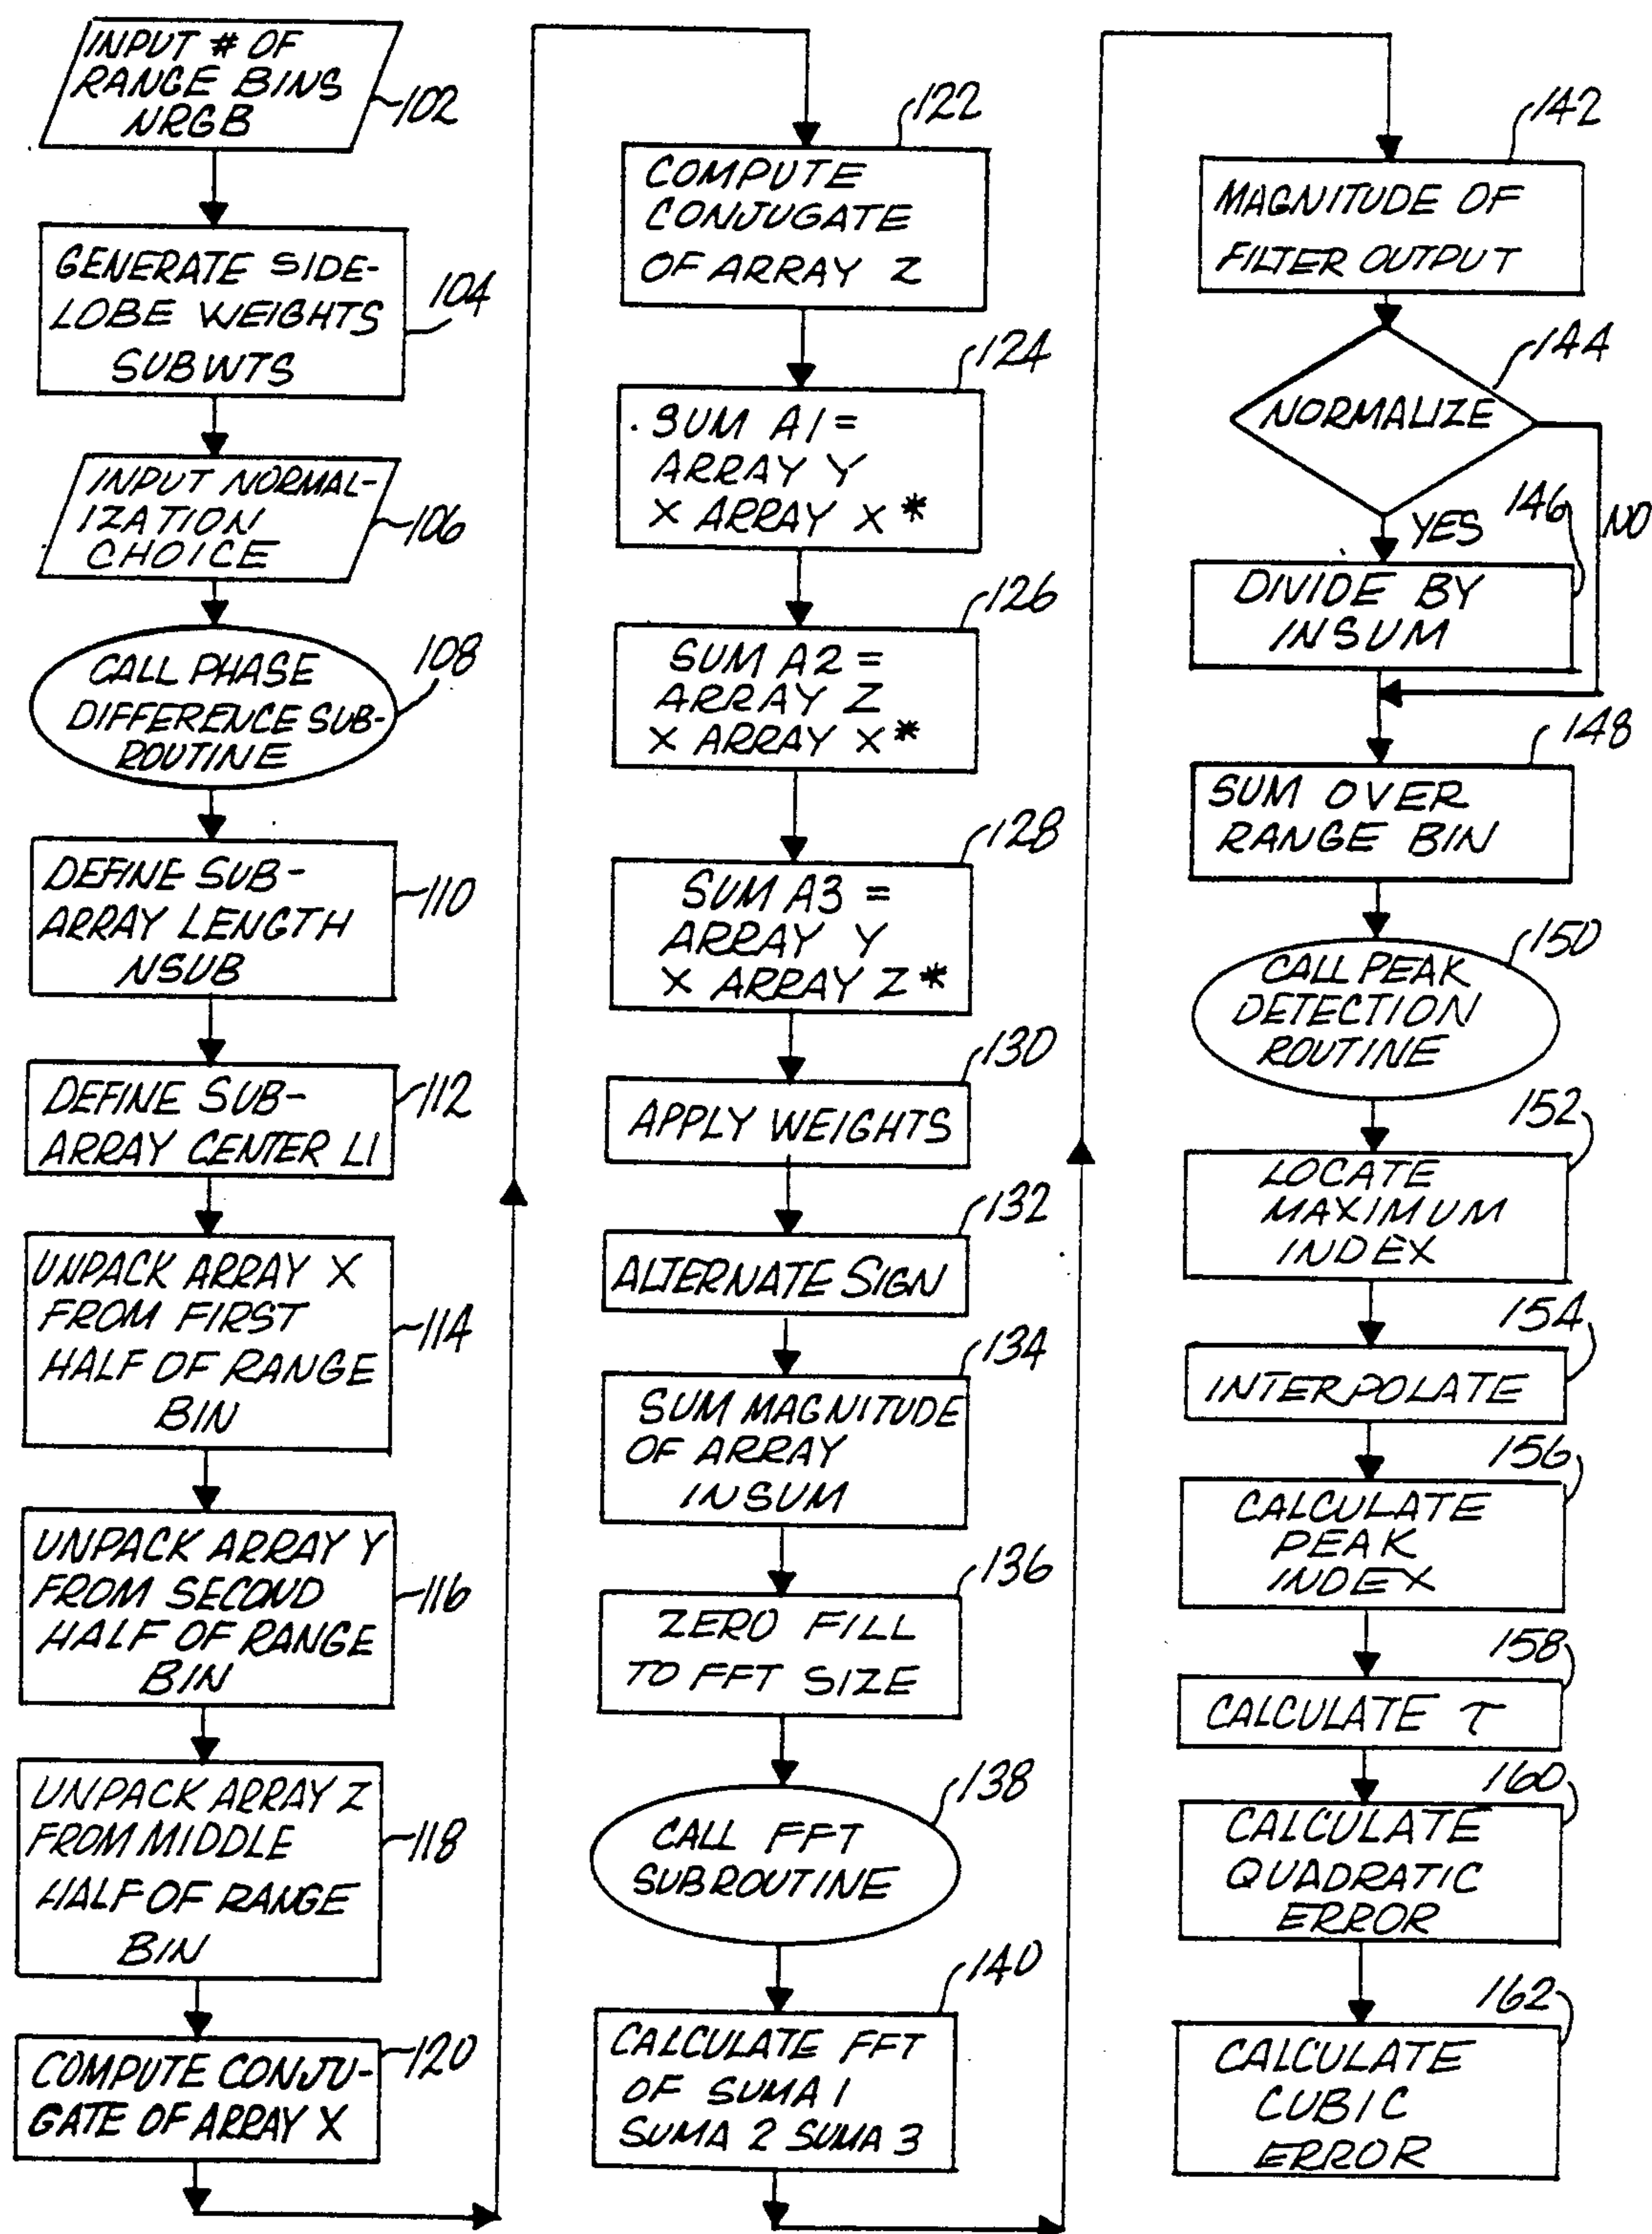 INPUT # OF
RANGE BINS
NRGB
102
GENERATE SIDE-
LOBE WEIGHTS
SUBWTS
104
INPUT NORMAL-
IZATION
CHOICE
106
CALL PHASE
DIFFERENCE SUB-
ROUTINE
108
DEFINE SUB-
ARRAY LENGTH
NSUB
110
DEFINE SUB-
ARRAY CENTER LI
112
UNPACK ARRAY X
FROM FIRST
HALF OF RANGE
BIN
114
UNPACK ARRAY Y
FROM SECOND
HALF OF RANGE
BIN
116
UNPACK ARRAY Z
FROM MIDDLE
HALF OF RANGE
BIN
118
COMPUTE CONJU-
GATE OF ARRAY X
120
122
COMPUTE
CONJUGATE
OF ARRAY Z
124
SUM A1 =
ARRAY Y
X ARRAY X *
126
SUM A2 =
ARRAY Z
X ARRAY X *
128
SUM A3 =
ARRAY Y
X ARRAY Z *
130
APPLY WEIGHTS
132
ALTERNATE SIGN
134
SUM MAGNITUDE
OF ARRAY
INSUM
136
ZERO FILL
TO FFT SIZE
138
CALL FFT
SUBROUTINE
140
CALCULATE FFT
OF SUMA 1
SUMA 2 SUMA 3
142
MAGNITUDE OF
FILTER OUTPUT
144
NORMALIZE
YES
146
NO
DIVIDE BY
INSUM
148
SUM OVER
RANGE BIN
150
CALL PEAK
DETECTION
ROUTINE
152
LOCATE
MAXIMUM
INDEX
154
INTERPOLATE
156
CALCULATE
PEAK
INDEX
158
CALCULATE τ
160
CALCULATE
QUADRATIC
ERROR
162
CALCULATE
CUBIC
ERROR